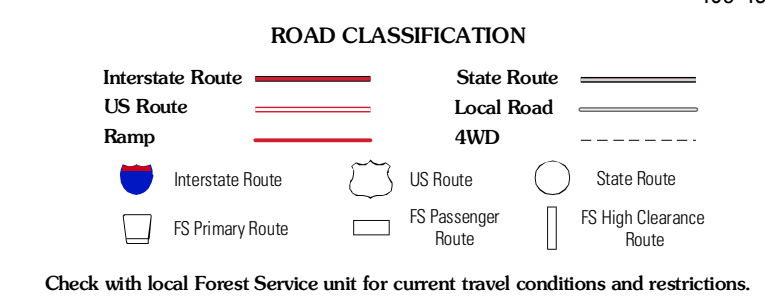 ROAD CLASSIFICATION
Interstate Route
State Route
US Route
Local Road
Ramp
4WD
Interstate Route
US Route
State Route
FS Primary Route
FS Passenger
Route
FS High Clearance
Route
Check with local Forest Service unit for current travel conditions and restrictions.